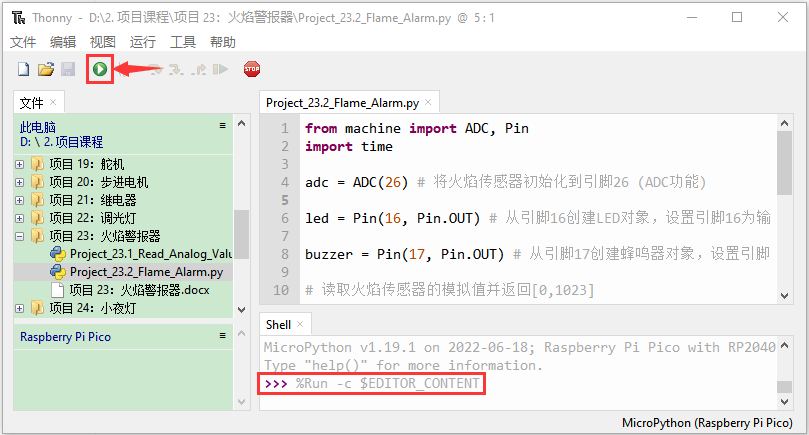 Thonny - D:\2. 项目课程\项目 23：火焰警报器\Project_23.2_Flame_Alarm.py @ 5 : 1
文件 编辑 视图 运行 工具 帮助
STOP
文件
此电脑
D: \ 2. 项目课程
项目 19：舵机
项目 20：步进电机
项目 21：继电器
项目 22：调光灯
项目 23：火焰警报器
Project_23.1_Read_Analog_Valu
Project_23.2_Flame_Alarm.py
项目 23：火焰警报器.docx
项目 24：小夜灯
Raspberry Pi Pico
Project_23.2_Flame_Alarm.py
1 from machine import ADC, Pin
2 import time
3
4 adc = ADC(26) # 将火焰传感器初始化到引脚26 (ADC功能)
5
6 led = Pin(16, Pin.OUT) # 从引脚16创建LED对象，设置引脚16为输
7
8 buzzer = Pin(17, Pin.OUT) # 从引脚17创建蜂鸣器对象，设置引脚
9
10 # 读取火焰传感器的模拟值并返回[0,1023]
Shell
MicroPython v1.19.1 on 2022-06-18; Raspberry Pi Pico with RP2040
Type "help()" for more information.
>>> %Run -c $EDITOR_CONTENT
MicroPython (Raspberry Pi Pico)